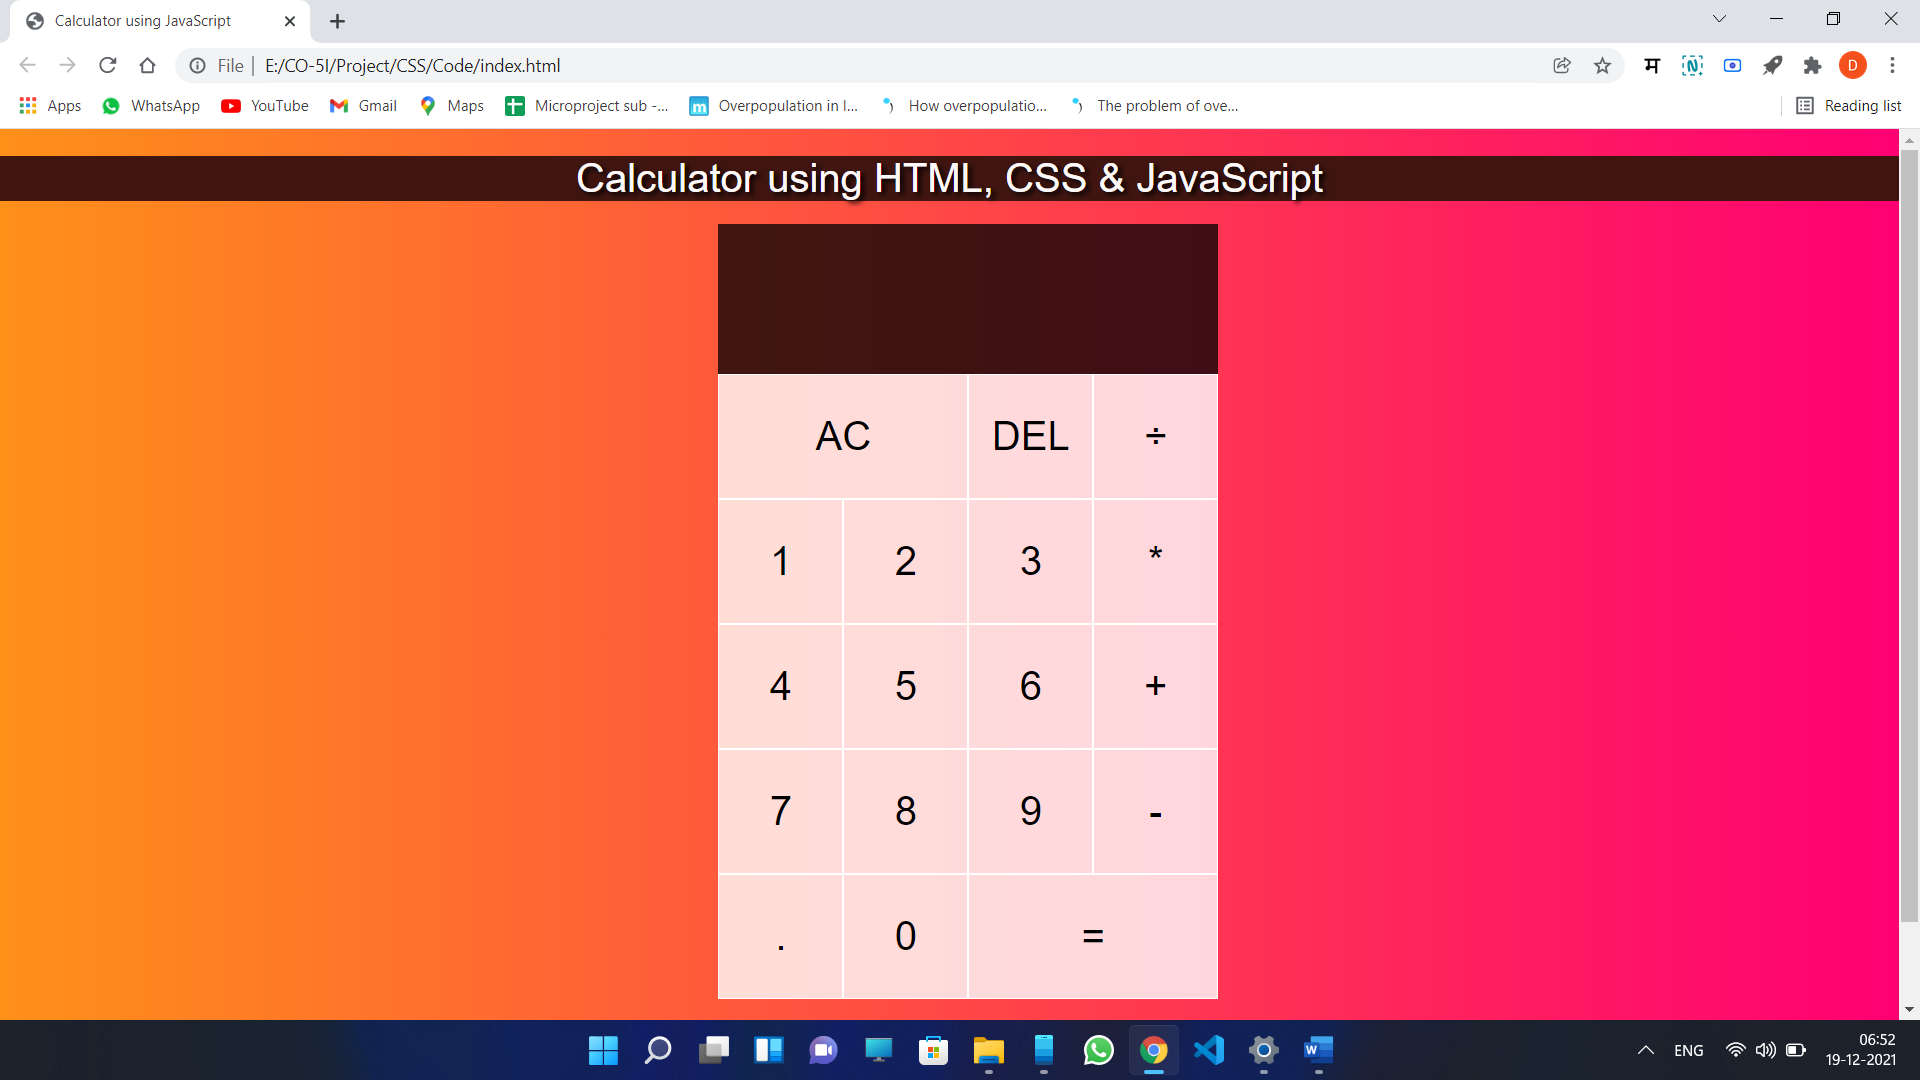 Calculator using JavaScript
File | E:/CO-5I/Project/CSS/Code/index.html
म
N
D
Apps WhatsApp YouTube Gmail Maps Microproject sub -... m Overpopulation in I... How overpopulatio... The problem of ove... Reading list
Calculator using HTML, CSS & JavaScript
AC DEL ÷
1 2 3 *
4 5 6 +
7 8 9 -
. 0 =
W
ENG
06:52
19-12-2021